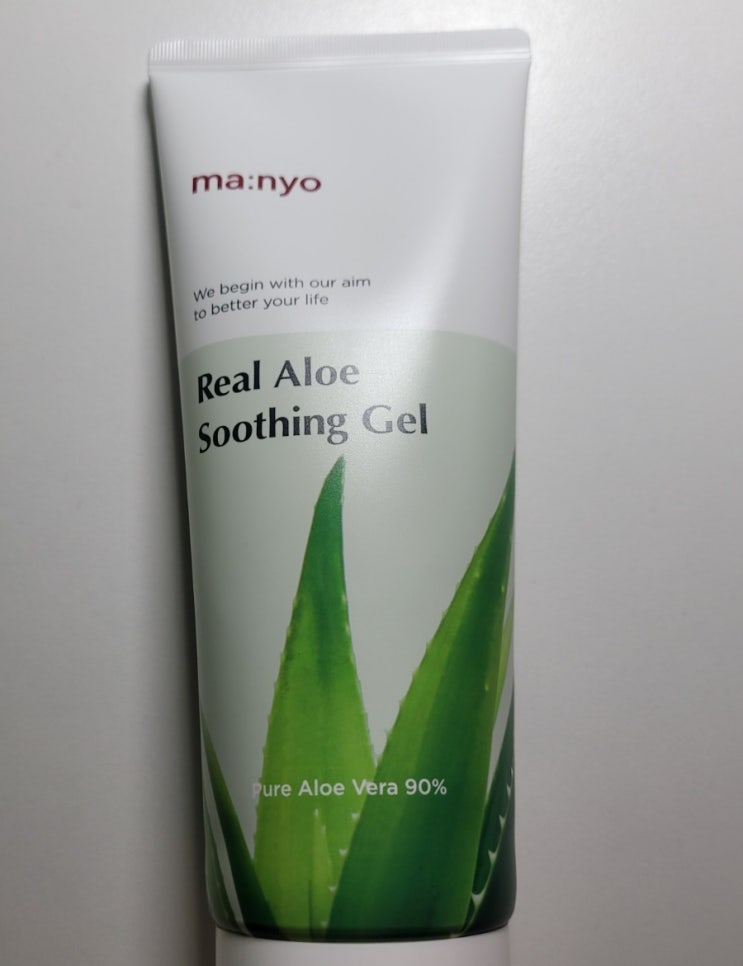 ma:nyo
We begin with our aim
to better your life
Real Aloe
Soothing Gel
Pure Aloe Vera 90%